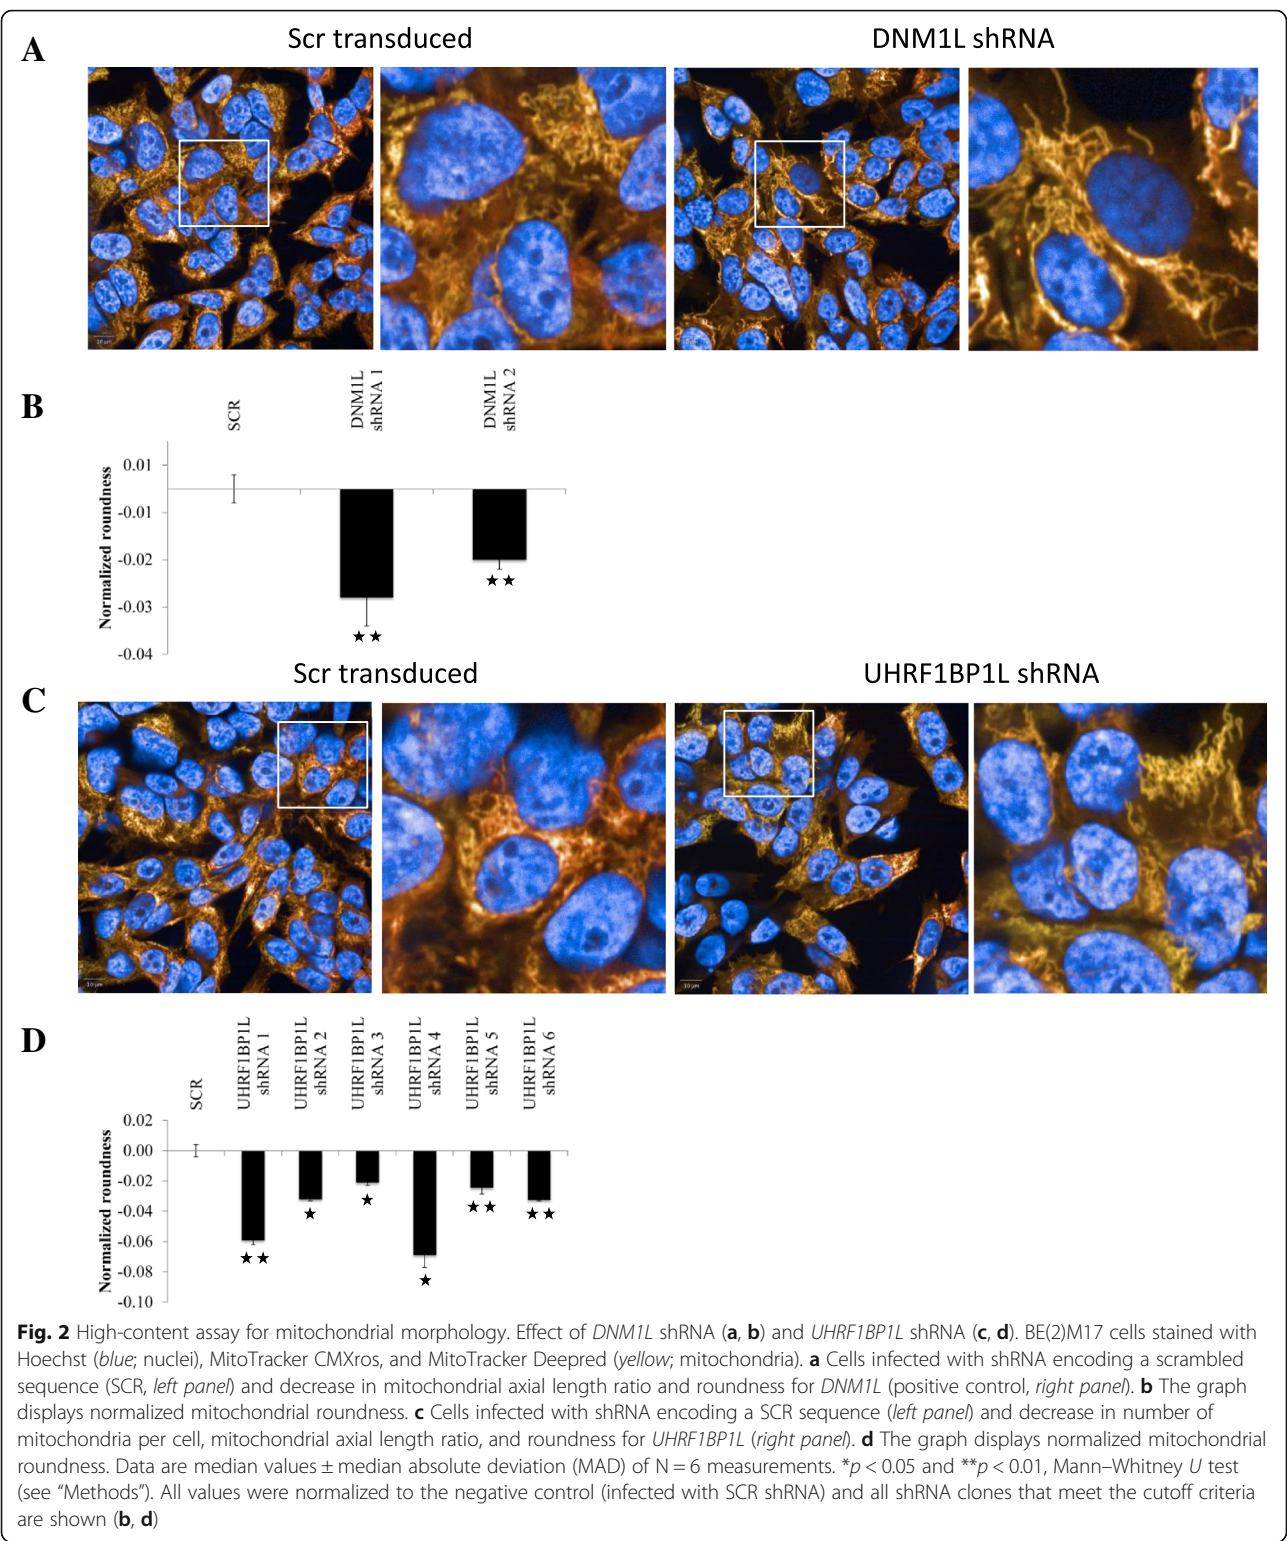 A
Scr transduced
DNM1L shRNA
B
SCR
DNM1L
shRNA 1
DNM1L
shRNA 2
Normalized roundness
0.01
-0.01
-0.02
-0.03
-0.04
★★
★★
Scr transduced
UHRF1BP1L shRNA
C
10 μm
10 μm
D
SCR
UHRF1BP1L
shRNA 1
UHRF1BP1L
shRNA 2
UHRF1BP1L
shRNA 3
UHRF1BP1L
shRNA 4
UHRF1BP1L
shRNA 5
UHRF1BP1L
shRNA 6
Normalized roundness
0.02
0.00
-0.02
-0.04
-0.06
-0.08
-0.10
★★
★
★
★
★★
★★
Fig. 2 High-content assay for mitochondrial morphology. Effect of DNM1L shRNA (a, b) and UHRF1BP1L shRNA (c, d). BE(2)M17 cells stained with
Hoechst (blue; nuclei), MitoTracker CMXros, and MitoTracker Deepred (yellow; mitochondria). a Cells infected with shRNA encoding a scrambled
sequence (SCR, left panel) and decrease in mitochondrial axial length ratio and roundness for DNM1L (positive control, right panel). b The graph
displays normalized mitochondrial roundness. c Cells infected with shRNA encoding a SCR sequence (left panel) and decrease in number of
mitochondria per cell, mitochondrial axial length ratio, and roundness for UHRF1BP1L (right panel). d The graph displays normalized mitochondrial
roundness. Data are median values ± median absolute deviation (MAD) of N = 6 measurements. *p < 0.05 and **p < 0.01, Mann–Whitney U test
(see “Methods”). All values were normalized to the negative control (infected with SCR shRNA) and all shRNA clones that meet the cutoff criteria
are shown (b, d)